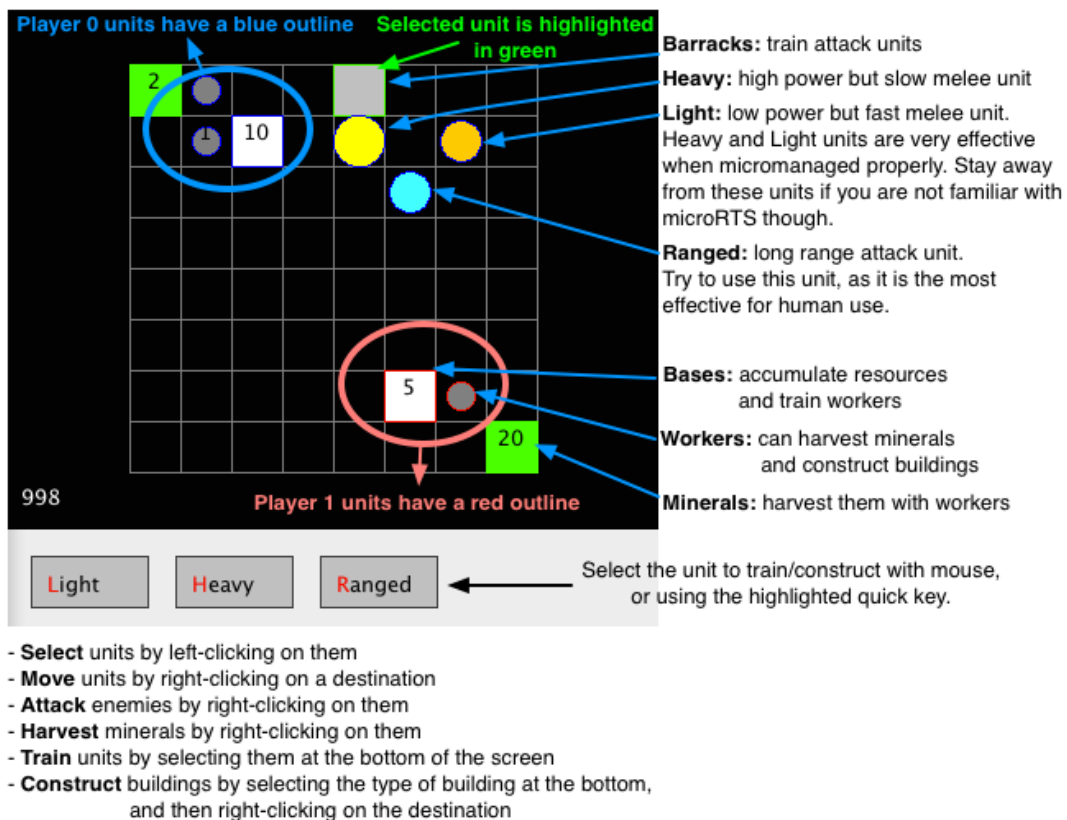 Player 0 units have a blue outline
Selected unit is highlighted
in green
2
1
10
5
20
998
Player 1 units have a red outline
Barracks: train attack units
Heavy: high power but slow melee unit
Light: low power but fast melee unit.
Heavy and Light units are very effective
when micromanaged properly. Stay away
from these units if you are not familiar with
microRTS though.
Ranged: long range attack unit.
Try to use this unit, as it is the most
effective for human use.
Bases: accumulate resources
and train workers
Workers: can harvest minerals
and construct buildings
Minerals: harvest them with workers
Light
Heavy
Ranged
Select the unit to train/construct with mouse,
or using the highlighted quick key.
- Select units by left-clicking on them
- Move units by right-clicking on a destination
- Attack enemies by right-clicking on them
- Harvest minerals by right-clicking on them
- Train units by selecting them at the bottom of the screen
- Construct buildings by selecting the type of building at the bottom,
and then right-clicking on the destination